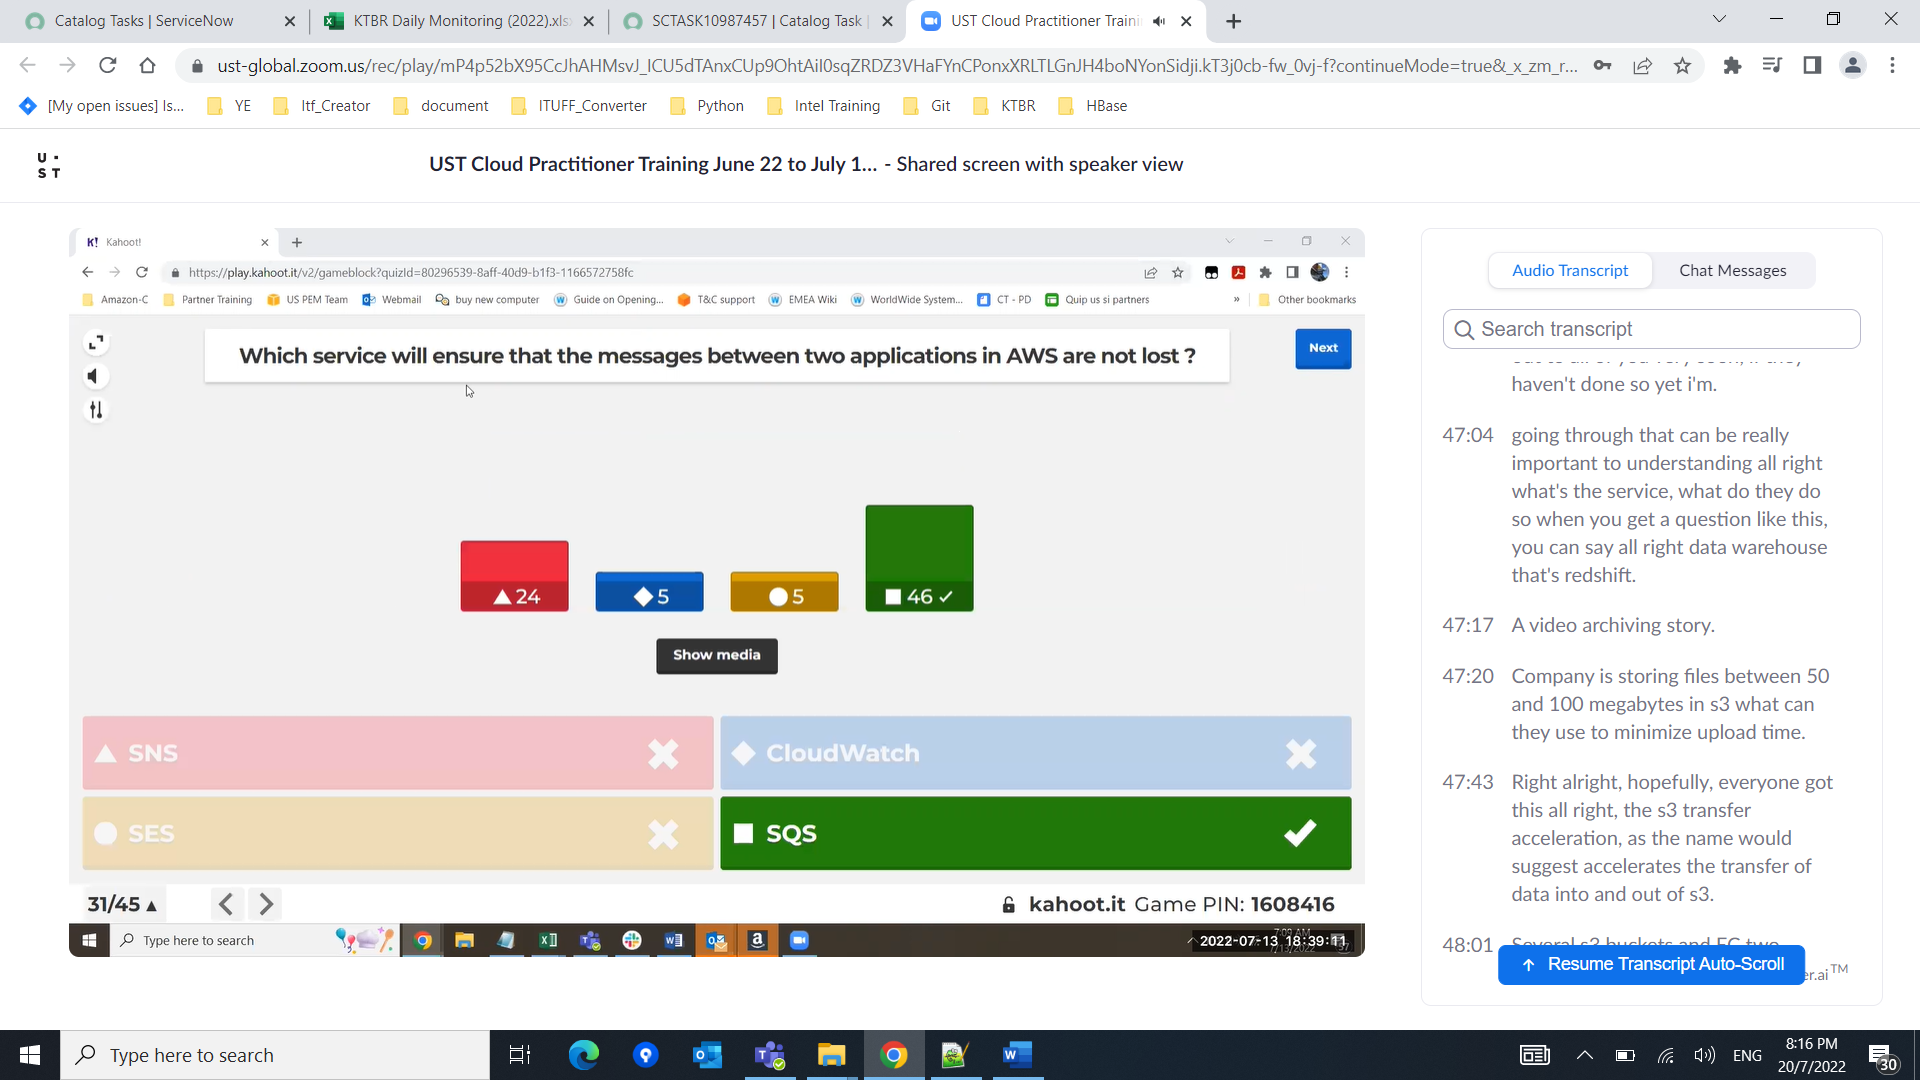 Catalog Tasks | ServiceNow
KTBR Daily Monitoring (2022).xls
SCTASK10987457 | Catalog Task |
UST Cloud Practitioner Traini
ust-global.zoom.us/rec/play/mP4p52bX95CcJhAHMsvJ_ICU5dTAnxCUp9OhtAiI0sqZRDZ3VHaFYnCPonxXRLTLGnJH4boNYonSidji.kT3j0cb-fw_0vj-f?continueMode=true&_x_zm_r...
[My open issues] Is...
YE
Itf_Creator
document
ITUFF_Converter
Python
Intel Training
Git
KTBR
HBase
U ·
S T
UST Cloud Practitioner Training June 22 to July 1... - Shared screen with speaker view
K! Kahoot!
https://play.kahoot.it/v2/gameblock?quizId=80296539-8aff-40d9-b1f3-1166572758fc
Amazon-C
Partner Training
US PEM Team
Webmail
buy new computer
Guide on Opening...
T&C support
EMEA Wiki
WorldWide System...
CT - PD
Quip us si partners
»
Other bookmarks
Which service will ensure that the messages between two applications in AWS are not lost ?
Next
24
5
5
46
Show media
SNS
CloudWatch
SES
SQS
31/45
kahoot.it Game PIN: 1608416
Type here to search
2022-07-13 18:39:11
Audio Transcript
Chat Messages
Search transcript
haven't done so yet i'm.
47:04 going through that can be really
important to understanding all right
what's the service, what do they do
so when you get a question like this,
you can say all right data warehouse
that's redshift.
47:17 A video archiving story.
47:20 Company is storing files between 50
and 100 megabytes in s3 what can
they use to minimize upload time.
47:43 Right alright, hopefully, everyone got
this all right, the s3 transfer
acceleration, as the name would
suggest accelerates the transfer of
data into and out of s3.
48:01 Several s3 buckets and EC two
Resume Transcript Auto-Scroll
er.ai™
Type here to search
ENG
8:16 PM
20/7/2022
30